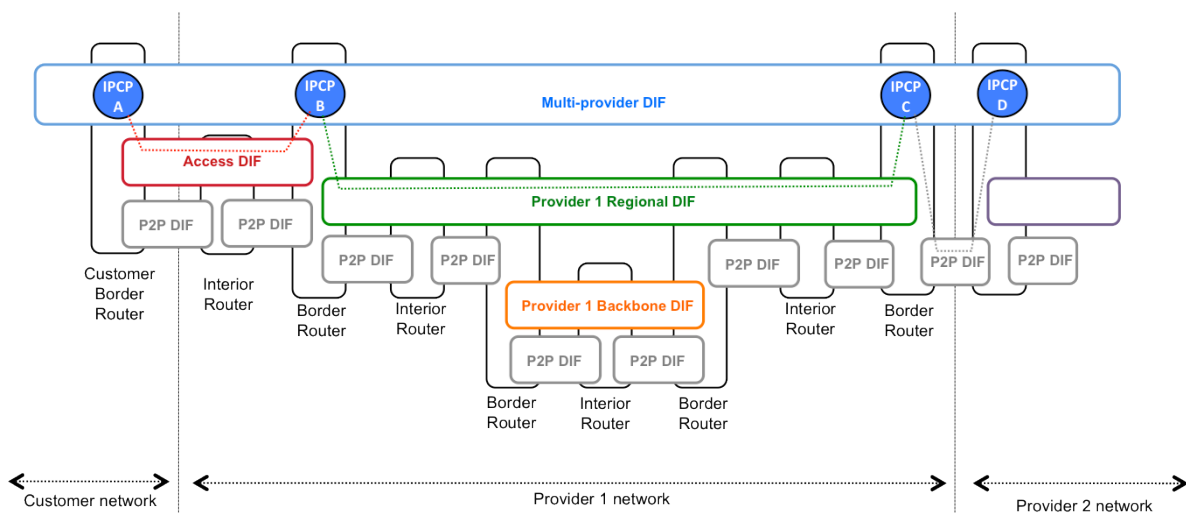 IPCP
A
IPCP
B
IPCP
C
IPCP
D
Multi-provider DIF
Access DIF
Provider 1 Regional DIF
P2P DIF
P2P DIF
P2P DIF
P2P DIF
P2P DIF
P2P DIF
P2P DIF
P2P DIF
Customer
Border
Router
Interior
Router
Border
Router
Interior
Router
Provider 1 Backbone DIF
Interior
Router
Border
Router
P2P DIF
P2P DIF
Border
Router
Interior
Router
Border
Router
Customer network
Provider 1 network
Provider 2 network